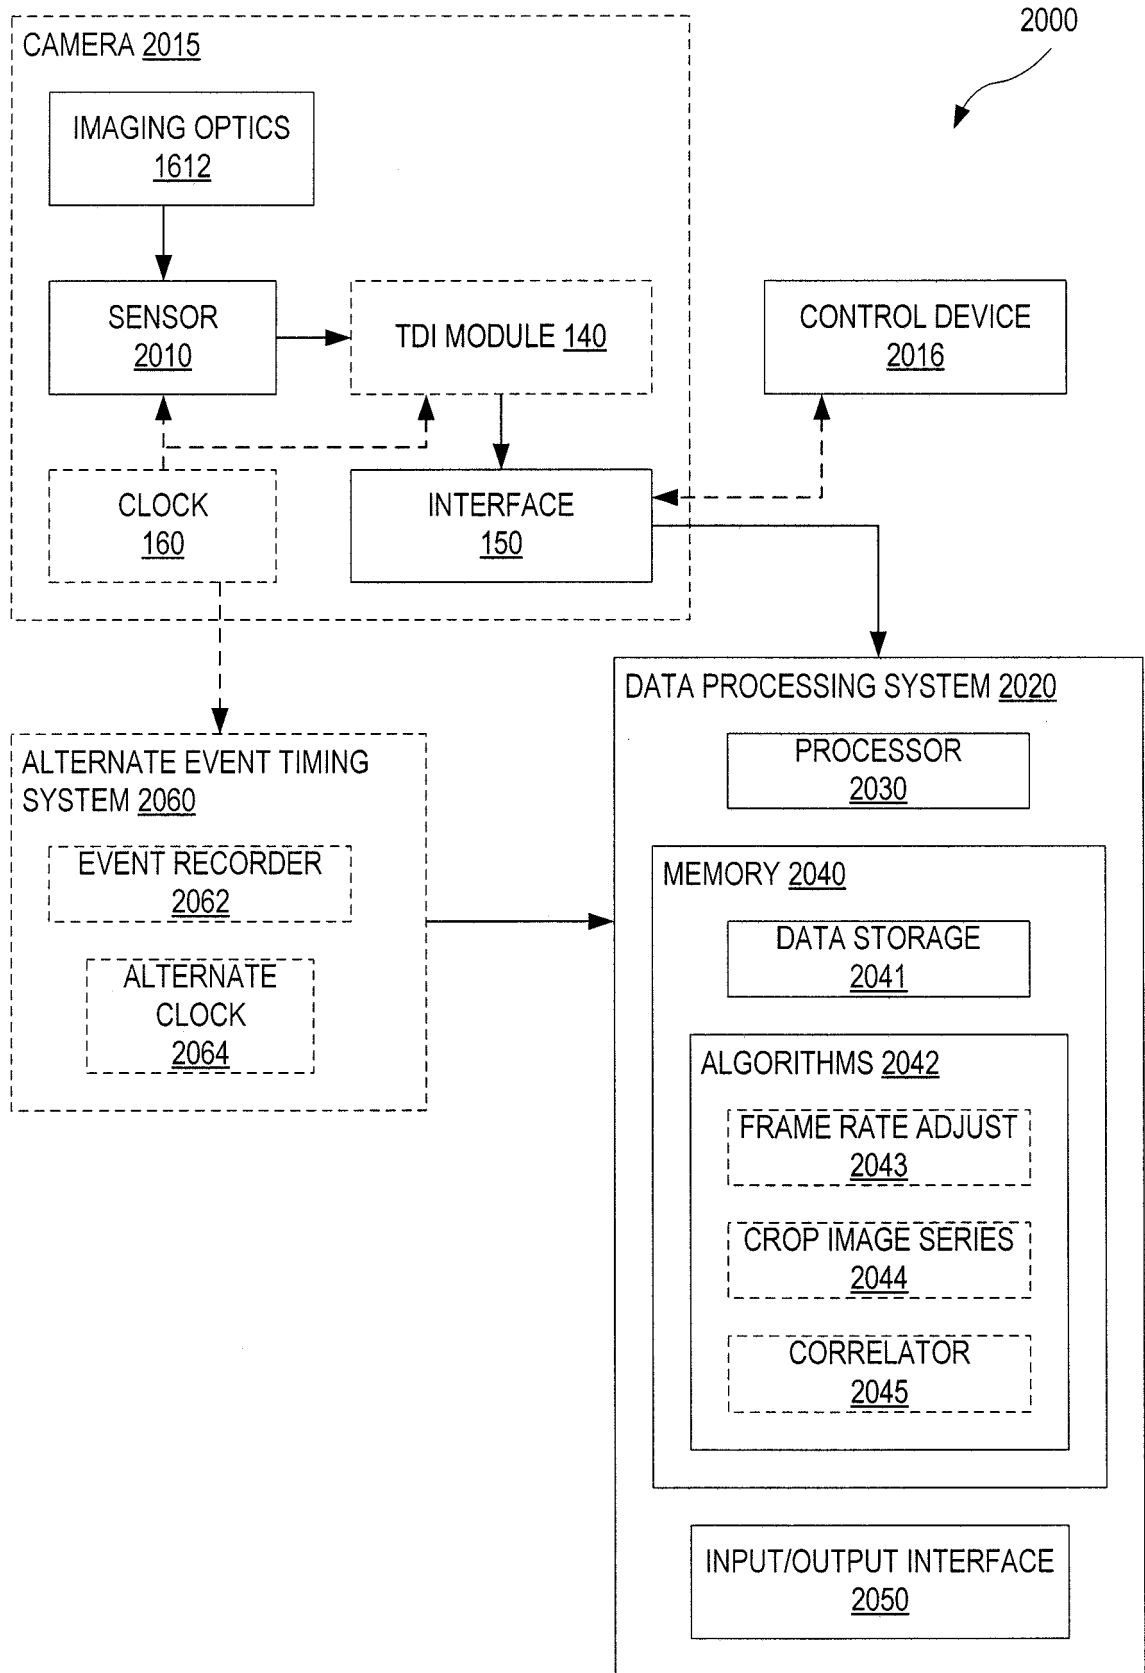 2000
CAMERA 2015
IMAGING OPTICS
1612
SENSOR
2010
TDI MODULE 140
CONTROL DEVICE
2016
CLOCK
160
INTERFACE
150
DATA PROCESSING SYSTEM 2020
PROCESSOR
2030
ALTERNATE EVENT TIMING
SYSTEM 2060
EVENT RECORDER
2062
ALTERNATE
CLOCK
2064
MEMORY 2040
DATA STORAGE
2041
ALGORITHMS 2042
FRAME RATE ADJUST
2043
CROP IMAGE SERIES
2044
CORRELATOR
2045
INPUT/OUTPUT INTERFACE
2050